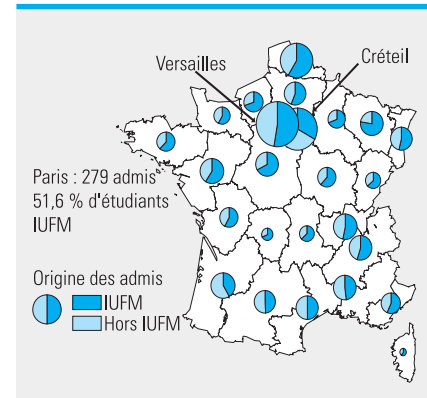 Versailles
Créteil
Paris : 279 admis
51,6 % d'étudiants
IUFM
Origine des admis
IUFM
Hors IUFM